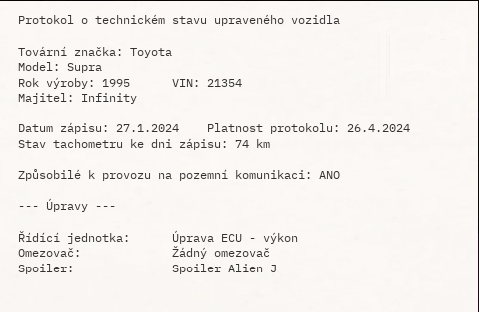 Protokol o technickém stavu upraveného vozidla
Tovární značka: Toyota
Model: Supra
Rok výroby: 1995 VIN: 21354
Majitel: Infinity
Datum zápisu: 27.1.2024 Platnost protokolu: 26.4.2024
Stav tachometru ke dni zápisu: 74 km
Způsobilé k provozu na pozemní komunikaci: ANO
--- Úpravy ---
Řídící jednotka: Úprava ECU - výkon
Omezovač: Žádný omezovač
Spoiler: Spoiler Alien J